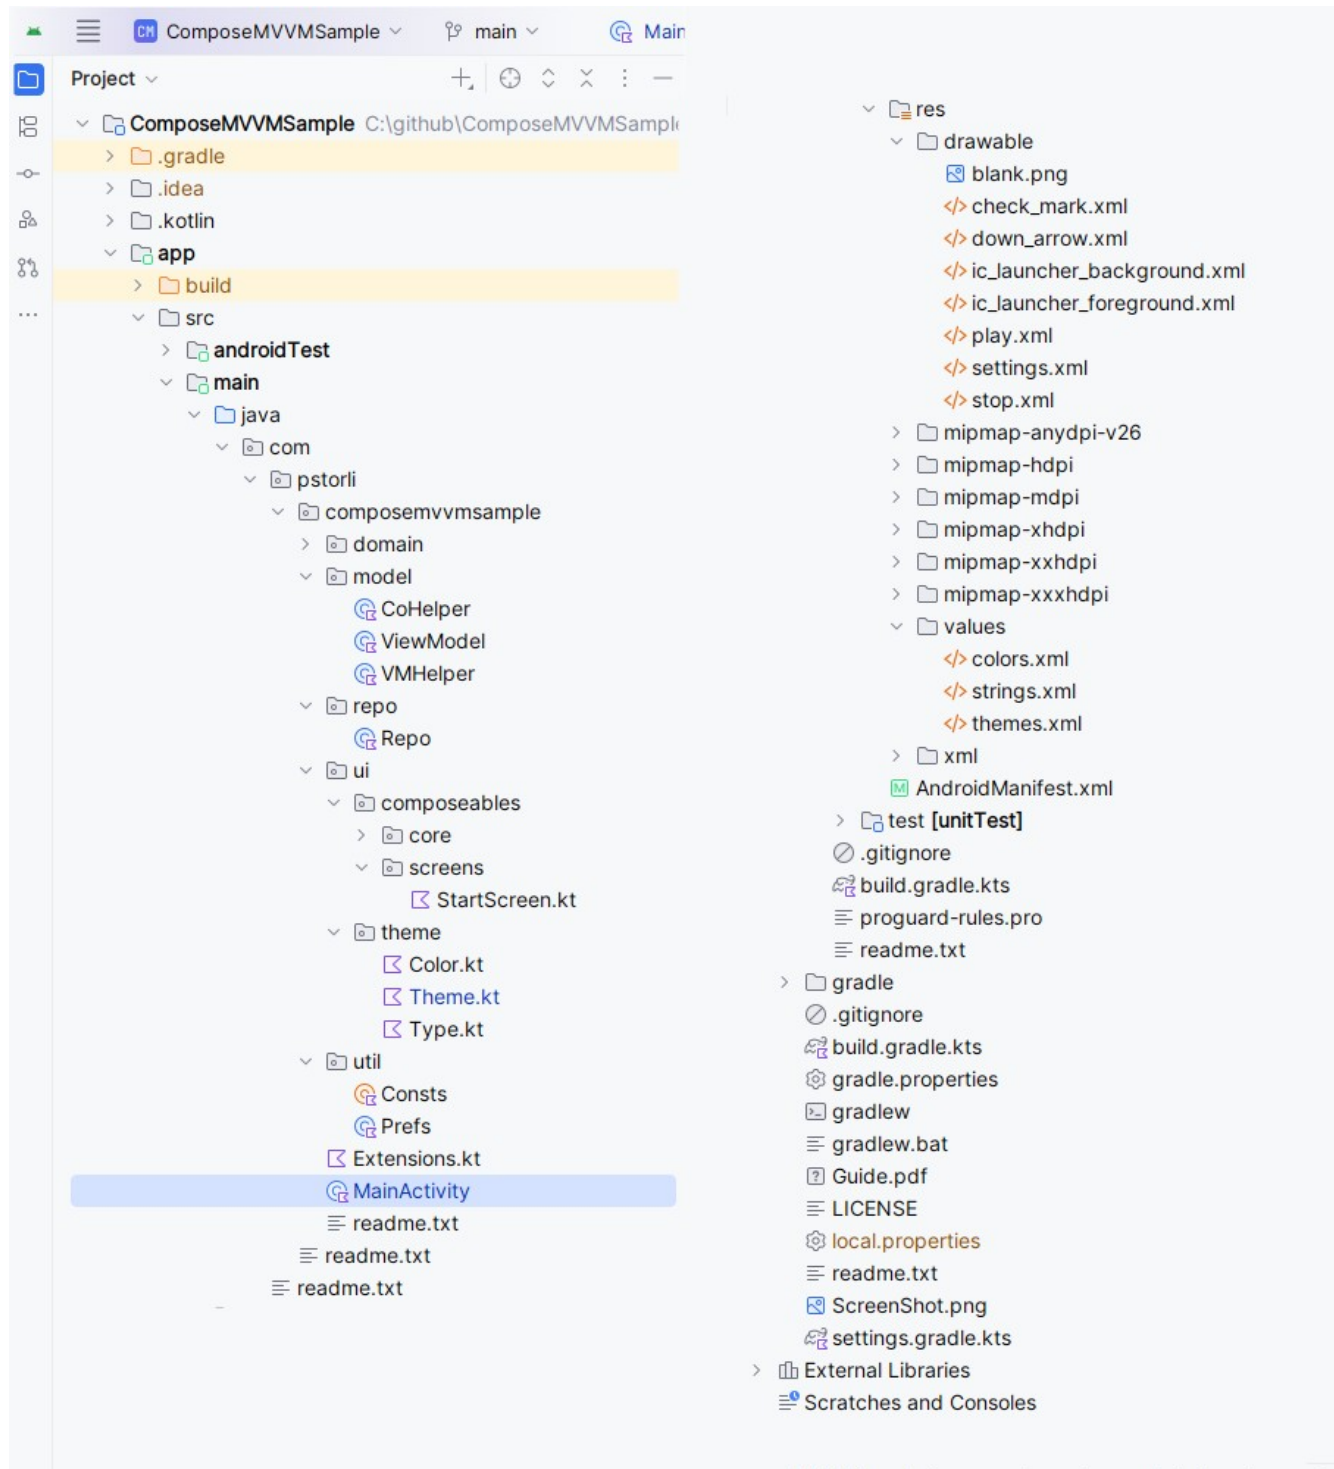 CM ComposeMVVMSample main Main
Project
ComposeMVVMSample C:\github\ComposeMVVMSample
.gradle
.idea
.kotlin
app
build
src
androidTest
main
java
com
pstorli
composemvvmsample
domain
model
CoHelper
ViewModel
VMHelper
repo
Repo
ui
composeables
core
screens
StartScreen.kt
theme
Color.kt
Theme.kt
Type.kt
util
Consts
Prefs
Extensions.kt
MainActivity
readme.txt
readme.txt
readme.txt
res
drawable
blank.png
check_mark.xml
down_arrow.xml
ic_launcher_background.xml
ic_launcher_foreground.xml
play.xml
settings.xml
stop.xml
mipmap-anydpi-v26
mipmap-hdpi
mipmap-mdpi
mipmap-xhdpi
mipmap-xxhdpi
mipmap-xxxhdpi
values
colors.xml
strings.xml
themes.xml
xml
AndroidManifest.xml
test [unitTest]
.gitignore
build.gradle.kts
proguard-rules.pro
readme.txt
gradle
.gitignore
build.gradle.kts
gradle.properties
gradlew
gradlew.bat
Guide.pdf
LICENSE
local.properties
readme.txt
ScreenShot.png
settings.gradle.kts
External Libraries
Scratches and Consoles